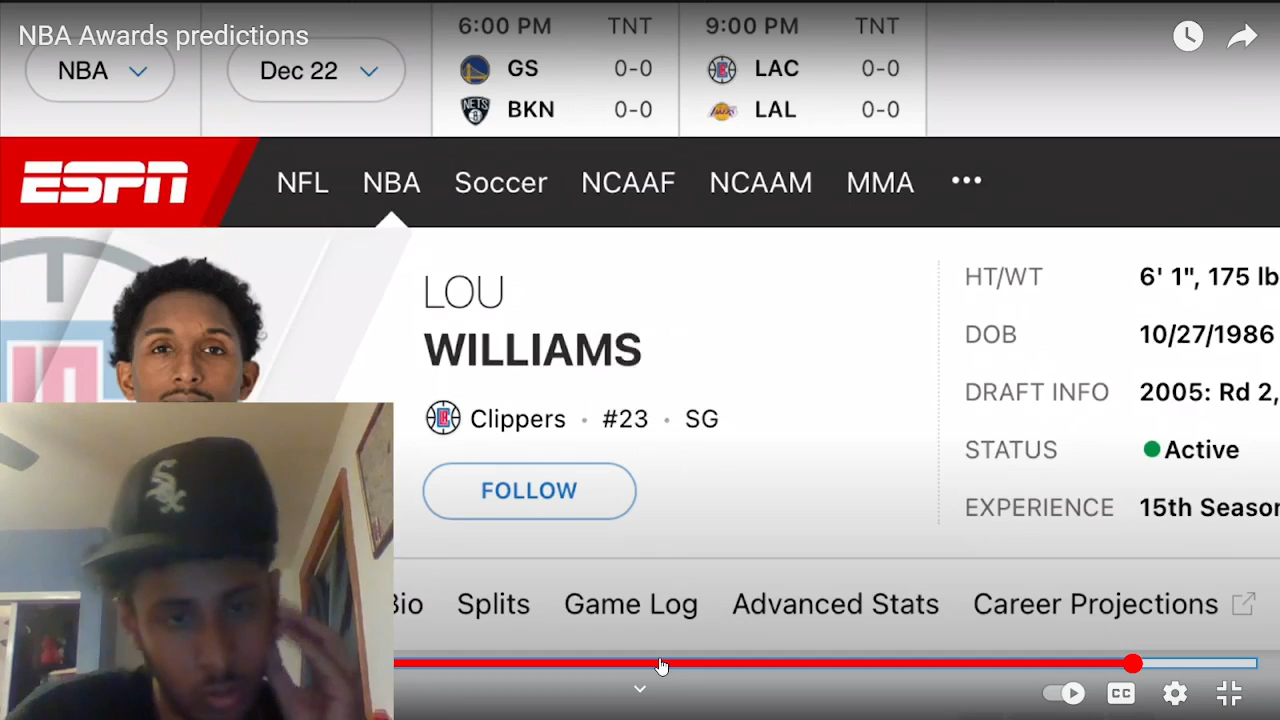 NBA Awards predictions
NBA
Dec 22
6:00 PM TNT
GS 0-0
BKN 0-0
9:00 PM TNT
LAC 0-0
LAL 0-0
ESPN
NFL NBA Soccer NCAAF NCAAM MMA •••
LOU
WILLIAMS
Clippers • #23 • SG
FOLLOW
HT/WT 6' 1", 175 lb
DOB 10/27/1986
DRAFT INFO 2005: Rd 2,
STATUS Active
EXPERIENCE 15th Season
Bio Splits Game Log Advanced Stats Career Projections
Sox
CC